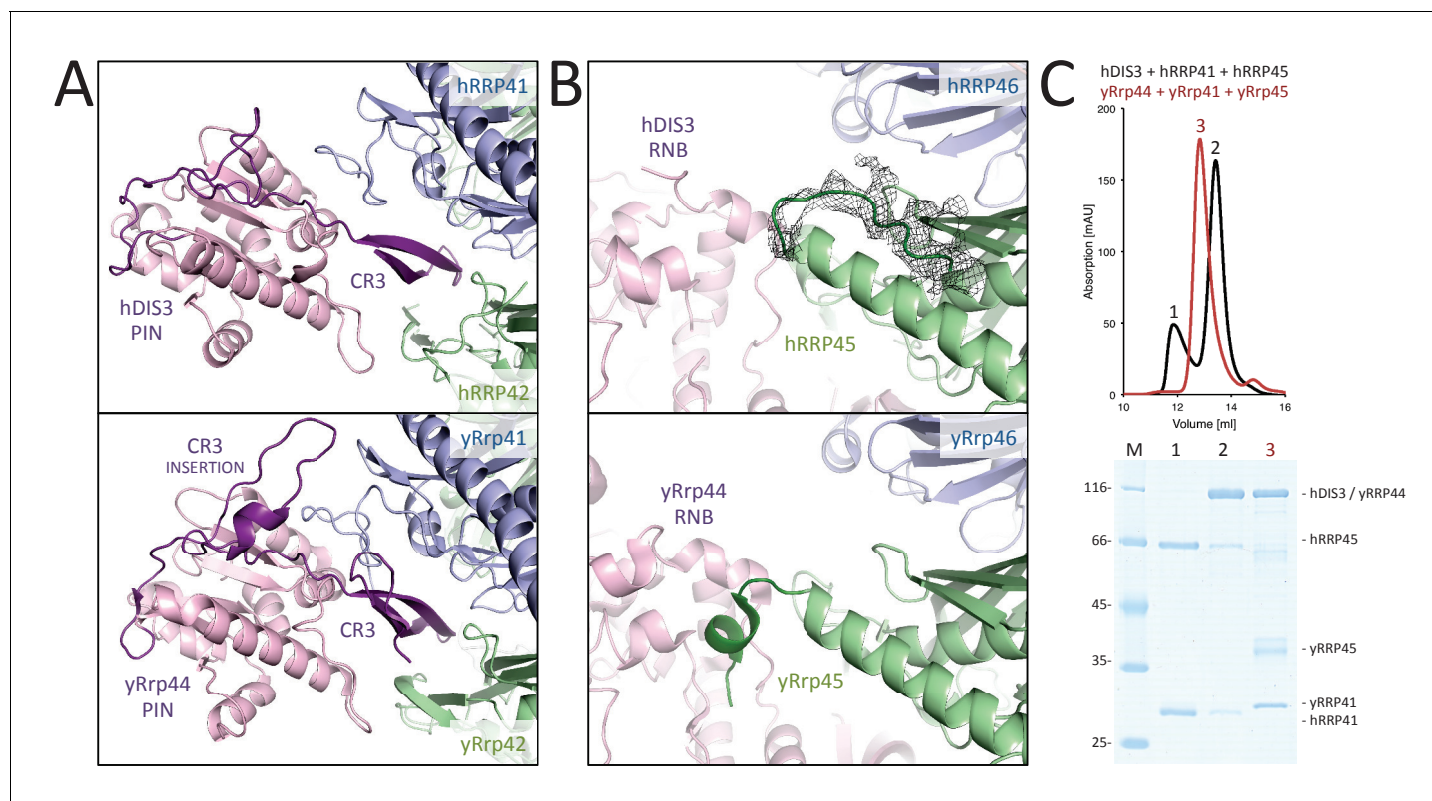 A
hRRP41
hDIS3
PIN
CR3
hRRP42
CR3
INSERTION
yRrp41
CR3
yRrp44
PIN
yRrp42
B
hRRP46
hDIS3
RNB
hRRP45
yRrp46
yRrp44
RNB
yRrp45
C
hDIS3 + hRRP41 + hRRP45
yRrp44 + yRrp41 + yRrp45
200
150
100
50
0
Absorption [mAU]
1
3
2
10 12 14 16
Volume [ml]
M 1 2 3
116-
66-
45-
35-
25-
- hDIS3 / yRRP44
- hRRP45
- yRRP45
- yRRP41
- hRRP41